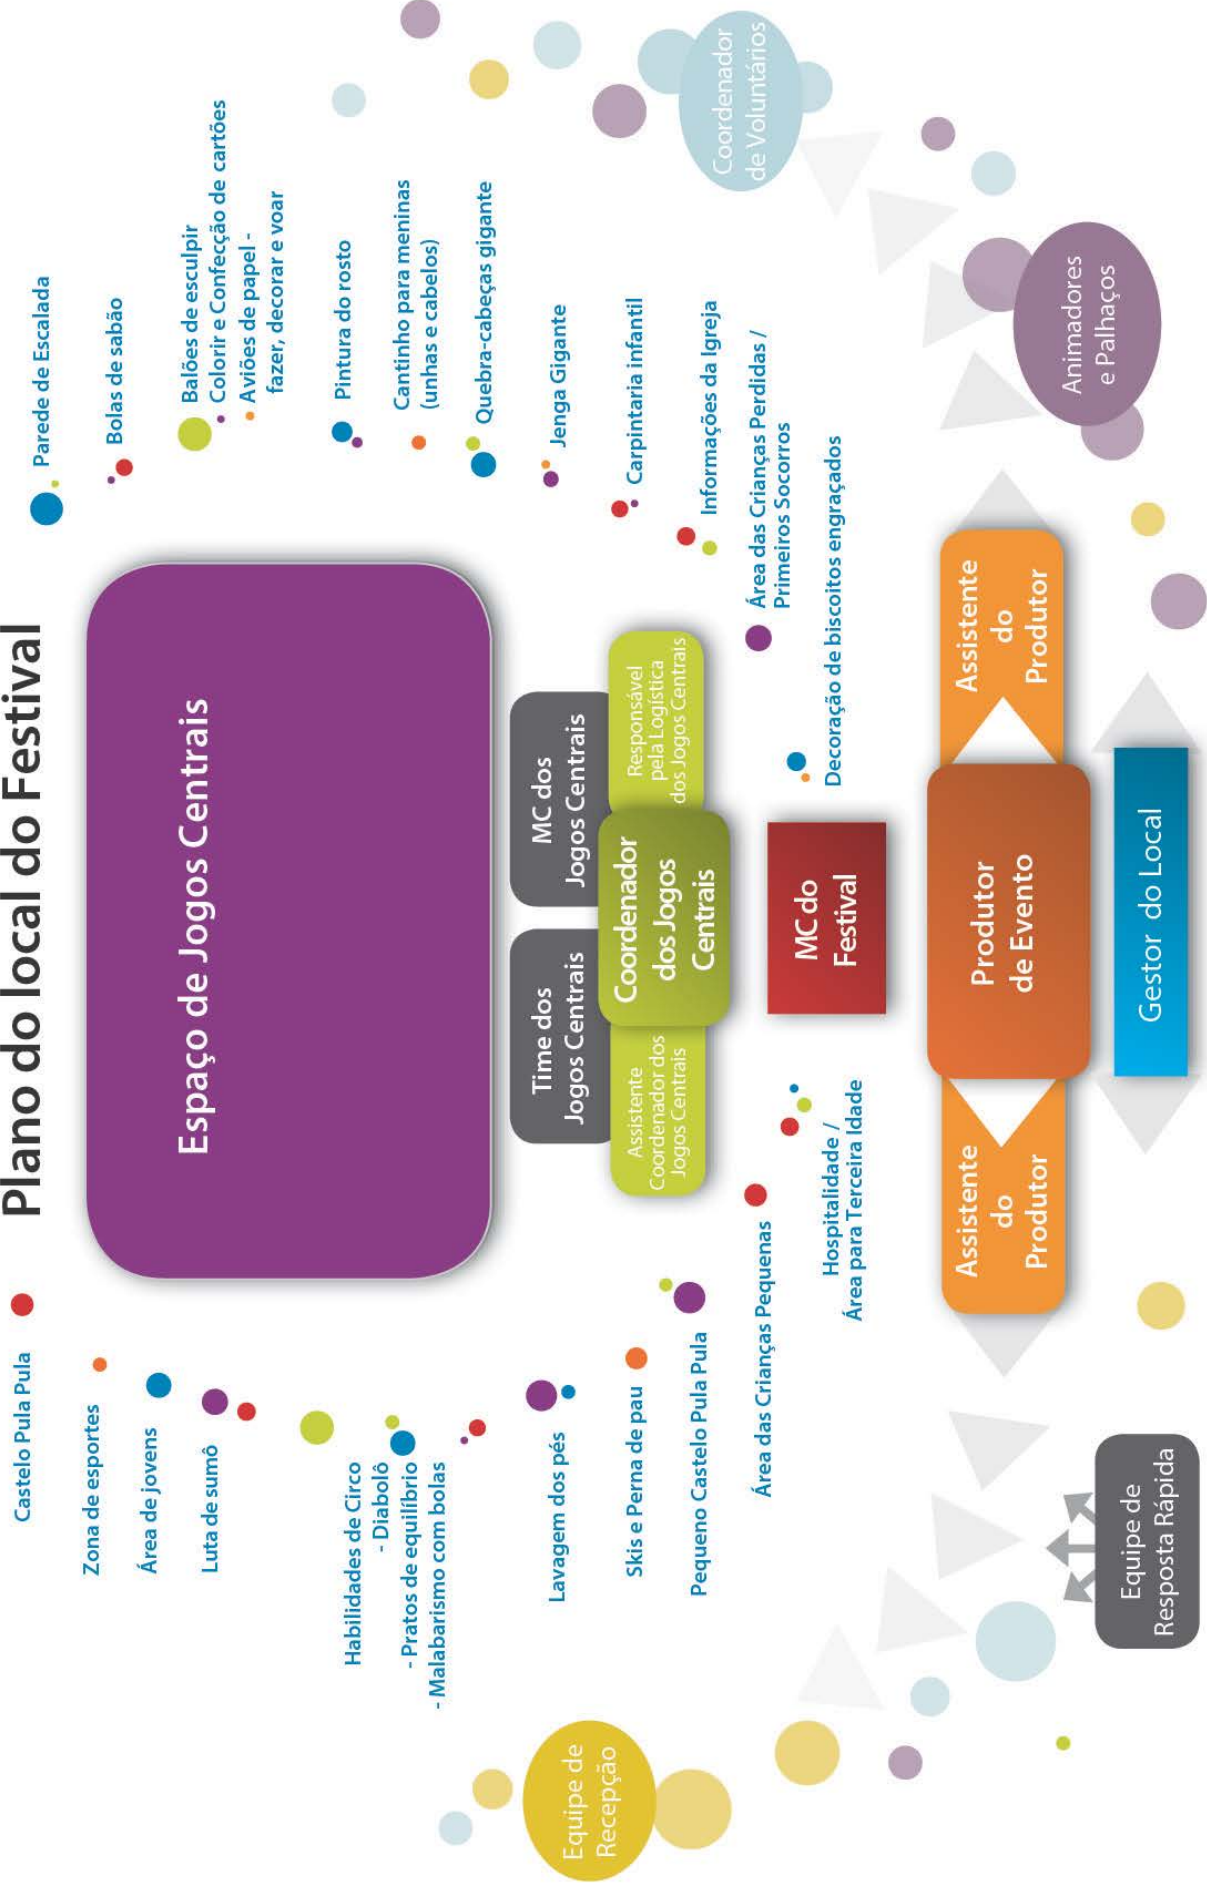 Plano do local do Festival
Castelo Pula Pula
Zona de esportes
Área de jovens
Luta de sumô
Habilidades de Circo
- Diabolô
- Pratos de equilíbrio
- Malabarismo com bolas
Lavagem dos pés
Skis e Perna de pau
Pequeno Castelo Pula Pula
Área das Crianças Pequenas
Hospitalidade /
Área para Terceira Idade
Equipe de
Recepção
Espaço de Jogos Centrais
Time dos
Jogos Centrais
MC dos
Jogos Centrais
Assistente
Coordenador dos
Jogos Centrais
Coordenador
dos Jogos
Centrais
Responsável
pela Logística
dos Jogos Centrais
MC do
Festival
Parede de Escalada
Bolas de sabão
Balões de esculpir
Colorir e Confecção de cartões
Aviões de papel -
fazer, decorar e voar
Pintura do rosto
Cantinho para meninas
(unhas e cabelos)
Quebra-cabeças gigante
Jenga Gigante
Carpintaria infantil
Informações da Igreja
Área das Crianças Perdidas /
Primeiros Socorros
Decoração de biscoitos engraçados
Coordenador
de Voluntários
Assistente
do
Produtor
Produtor
de Evento
Assistente
do
Produtor
Animadores
e Palhaços
Equipe de
Resposta Rápida
Gestor do Local